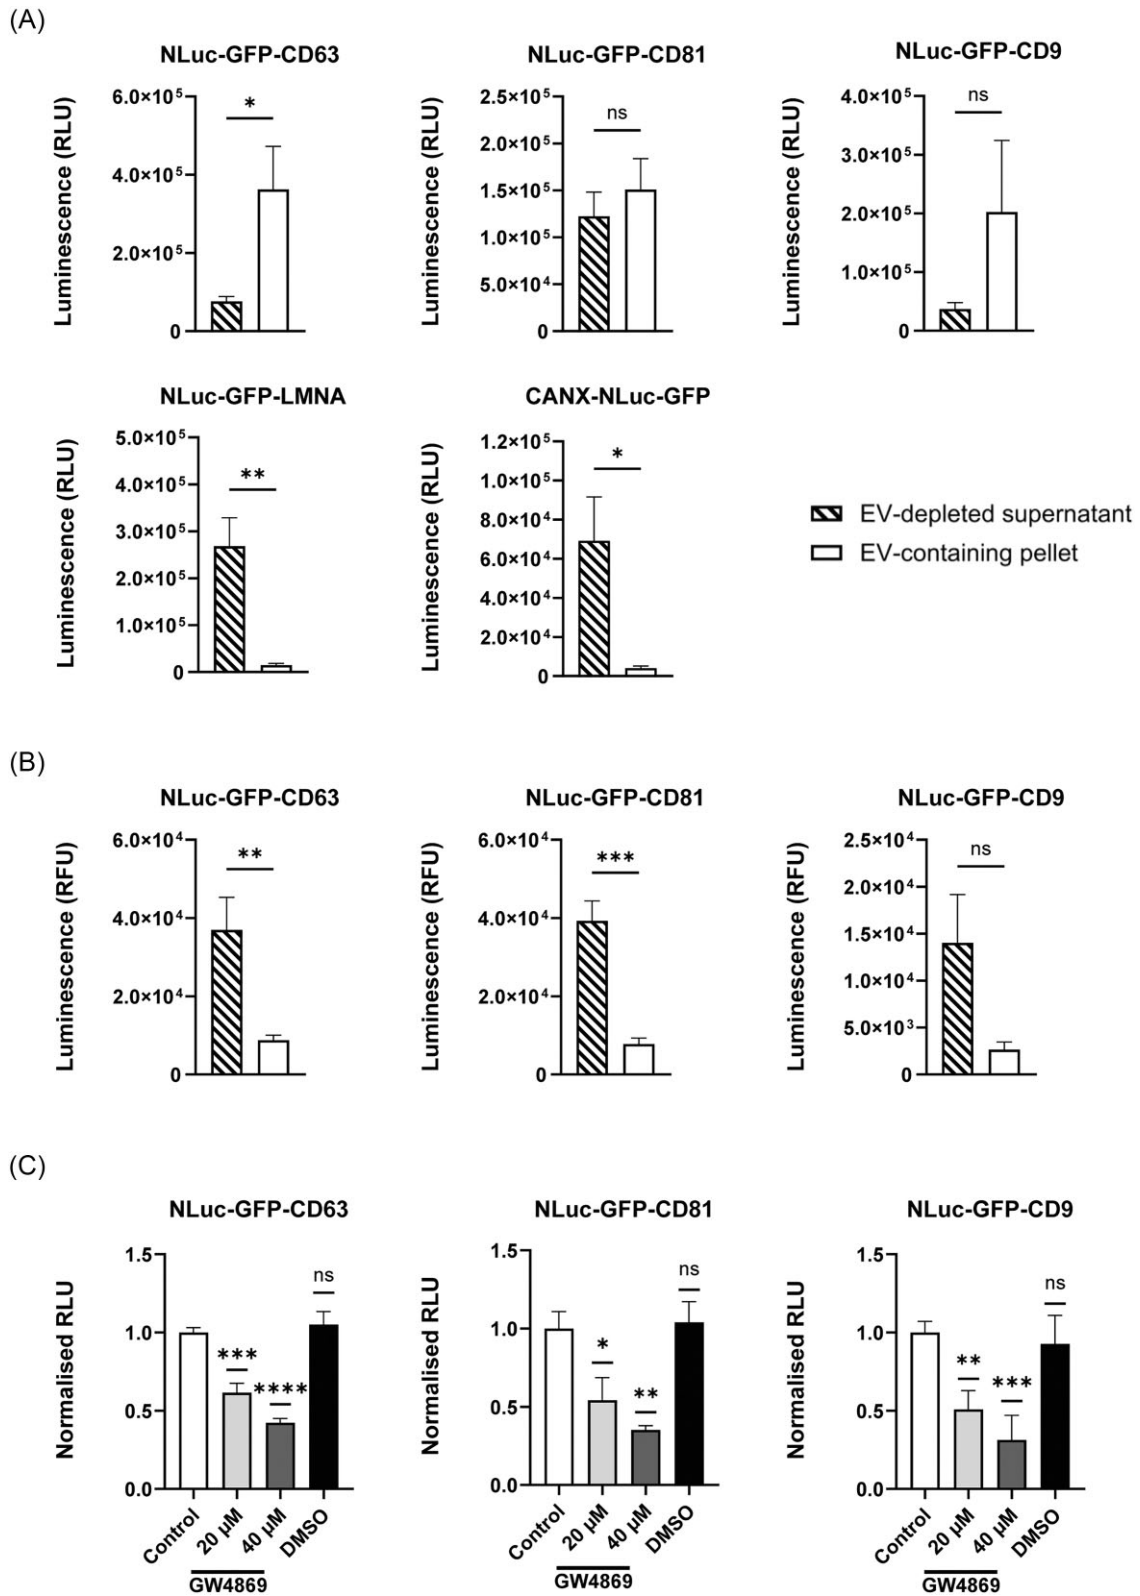 (A)
NLuc-GFP-CD63
Luminescence (RLU)
6.0×10⁵
4.0×10⁵
2.0×10⁵
0
*
NLuc-GFP-CD81
Luminescence (RLU)
2.5×10⁵
2.0×10⁵
1.5×10⁵
1.0×10⁵
5.0×10⁴
0
ns
NLuc-GFP-CD9
Luminescence (RLU)
4.0×10⁵
3.0×10⁵
2.0×10⁵
1.0×10⁵
0
ns
NLuc-GFP-LMNA
Luminescence (RLU)
5.0×10⁵
4.0×10⁵
3.0×10⁵
2.0×10⁵
1.0×10⁵
0
**
CANX-NLuc-GFP
Luminescence (RLU)
1.2×10⁵
1.0×10⁵
8.0×10⁴
6.0×10⁴
4.0×10⁴
2.0×10⁴
0
*
EV-depleted supernatant
EV-containing pellet
(B)
NLuc-GFP-CD63
Luminescence (RFU)
6.0×10⁴
4.0×10⁴
2.0×10⁴
0
**
NLuc-GFP-CD81
Luminescence (RFU)
6.0×10⁴
4.0×10⁴
2.0×10⁴
0
***
NLuc-GFP-CD9
Luminescence (RFU)
2.5×10⁴
2.0×10⁴
1.5×10⁴
1.0×10⁴
5.0×10³
0
ns
(C)
NLuc-GFP-CD63
Normalised RLU
1.5
1.0
0.5
0.0
***
****
ns
Control
20 µM
40 µM
DMSO
GW4869
NLuc-GFP-CD81
Normalised RLU
1.5
1.0
0.5
0.0
*
**
ns
Control
20 µM
40 µM
DMSO
GW4869
NLuc-GFP-CD9
Normalised RLU
1.5
1.0
0.5
0.0
**
***
ns
Control
20 µM
40 µM
DMSO
GW4869